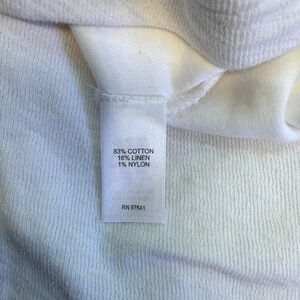 83% COTTON
16% LINEN
1% NYLON
RN 97641